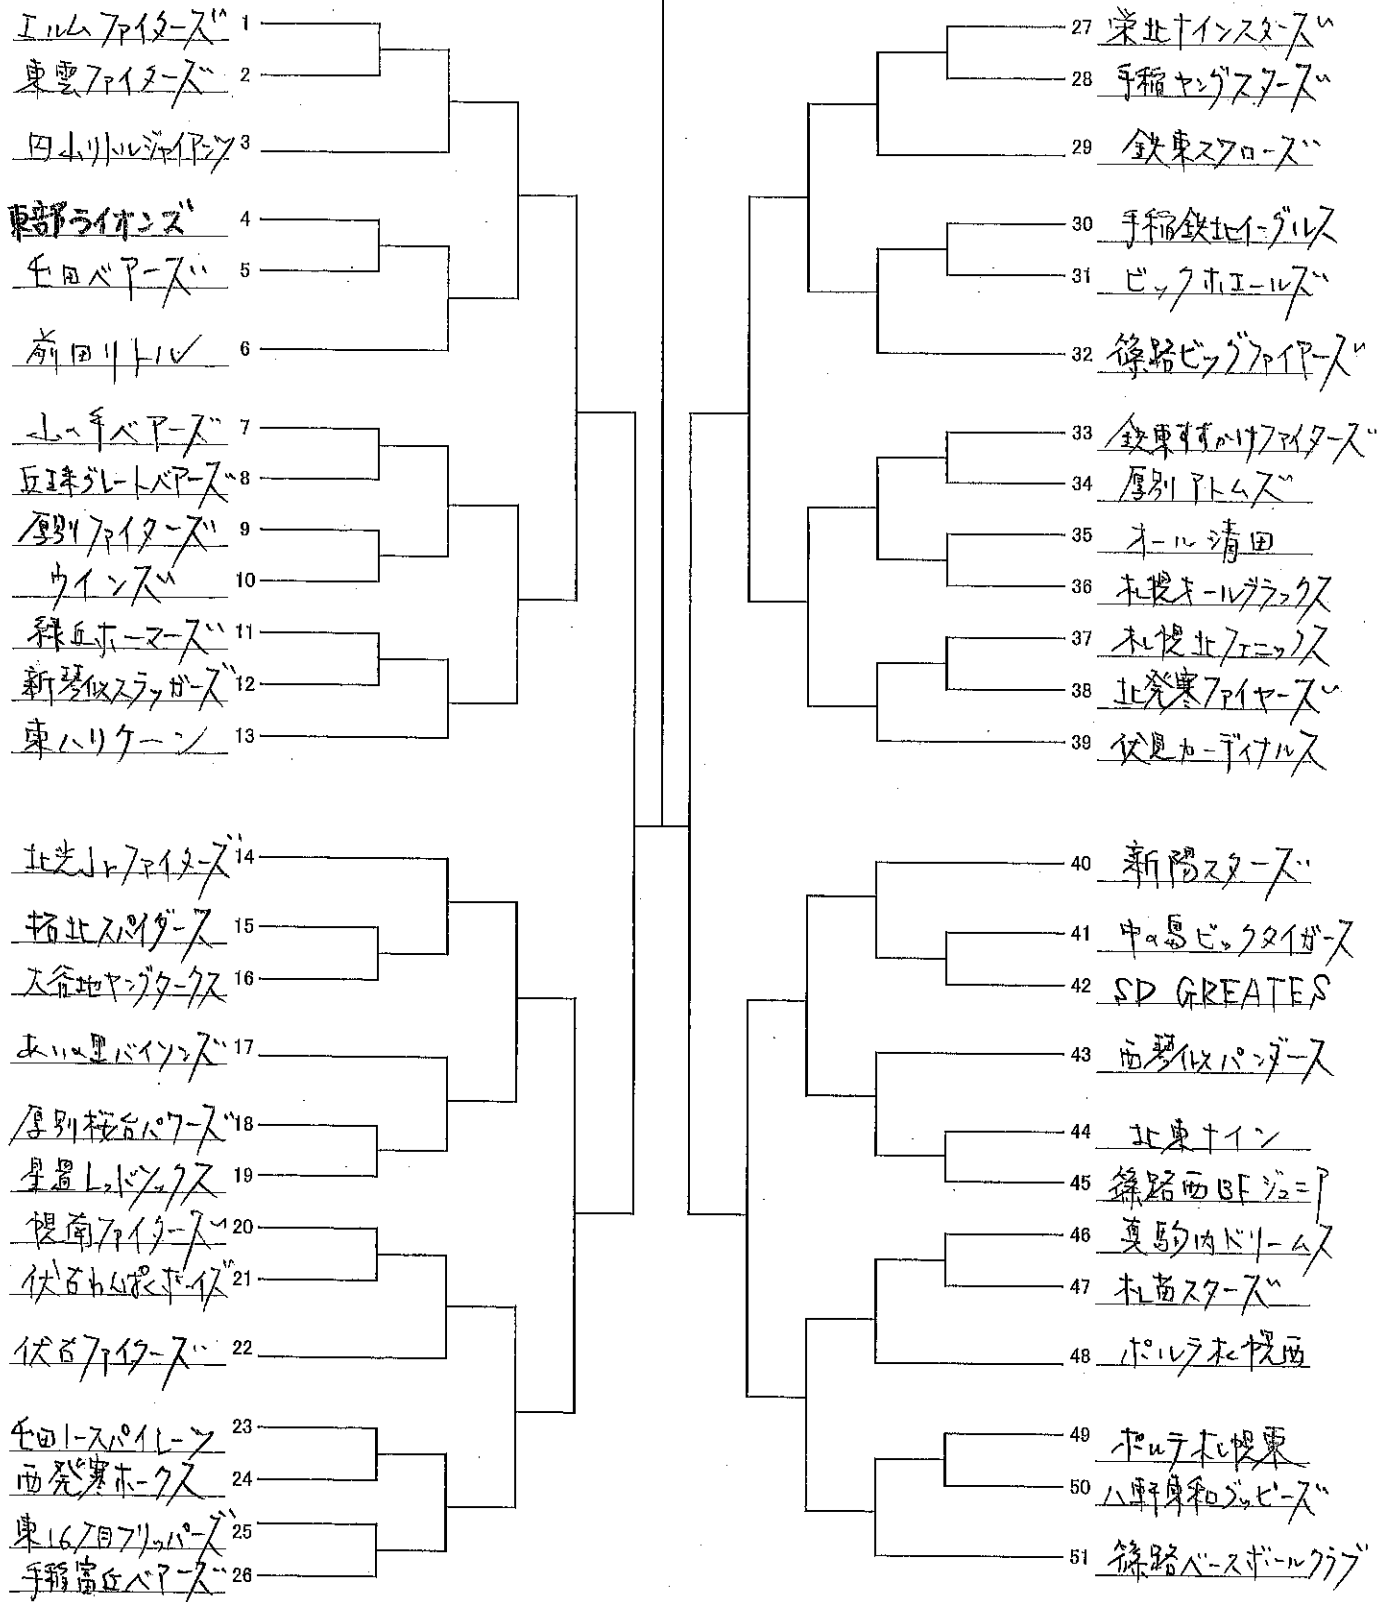 エルムファイターズ 1
東雲ファイターズ 2
円山リトルジャイアンツ 3
東部ライオンズ 4
屯田ベアーズ 5
前田リトル 6
山の手ベアーズ 7
丘珠グレートベアーズ 8
厚別ファイターズ 9
ウインズ 10
緑丘ホーマーズ 11
新琴似スラッガーズ 12
東ハリケーン 13
北光Jrファイターズ 14
拓北スパイダース 15
大谷地ヤングタークス 16
あいの里バイソンズ 17
厚別桜台パワーズ 18
星置レッドソックス 19
幌南ファイターズ 20
伏古わんぱくボーイズ 21
伏古ファイターズ 22
屯田ノースパイレーツ 23
西発寒ホークス 24
東16丁目フリッパーズ 25
手稲富丘ベアーズ 26
27 栄北ナインスターズ
28 手稲ヤングスターズ
29 鉄東スワローズ
30 手稲鉄北イーグルス
31 ビックホエールズ
32 篠路ビッグファイヤーズ
33 鉄東すずかけファイターズ
34 厚別アトムズ
35 オール清田
36 札幌オールブラックス
37 札幌北フェニックス
38 北発寒ファイヤーズ
39 伏見カーディナルス
40 新陽スターズ
41 中の島ビックタイガース
42 SD GREATES
43 西琴似パンダース
44 北東ナイン
45 篠路西BFジュニア
46 真駒内ドリームス
47 札苗スターズ
48 ポルテ札幌西
49 ポルテ札幌東
50 八軒東和グッピーズ
51 篠路ベースボールクラブ